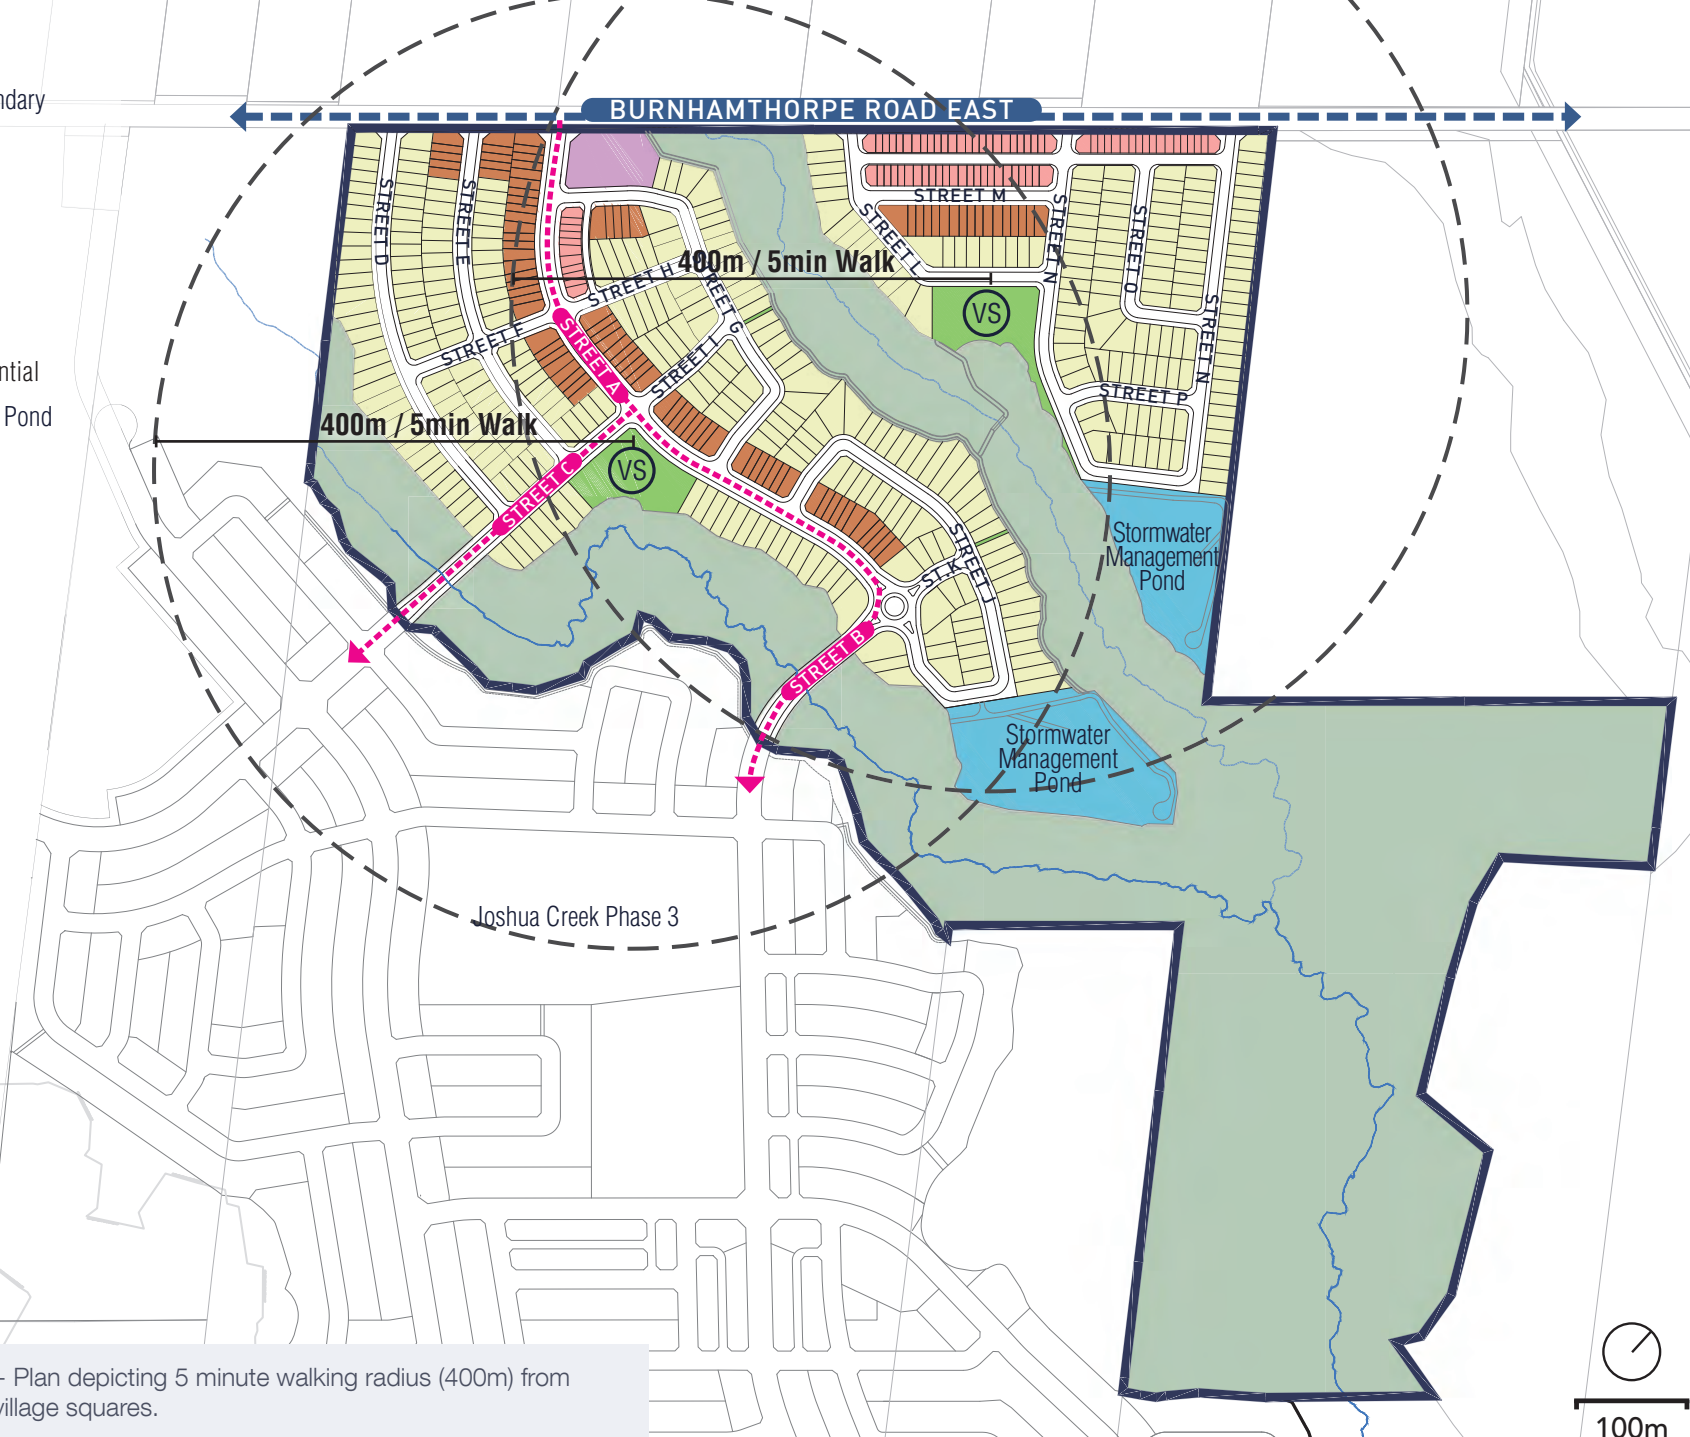 ndary
BURNHAMTHORPE ROAD EAST
STREET D
STREET E
STREET M
STREET L
STREET N
STREET O
STREET H
400m / 5min Walk
STREET G
VS
STREET N
STREET A
STREET F
STREET I
ntial
Pond
STREET P
400m / 5min Walk
VS
STREET C
STREET J
ST.K
Stormwater
Management
Pond
STREET B
Stormwater
Management
Pond
Joshua Creek Phase 3
- Plan depicting 5 minute walking radius (400m) from
village squares.
100m